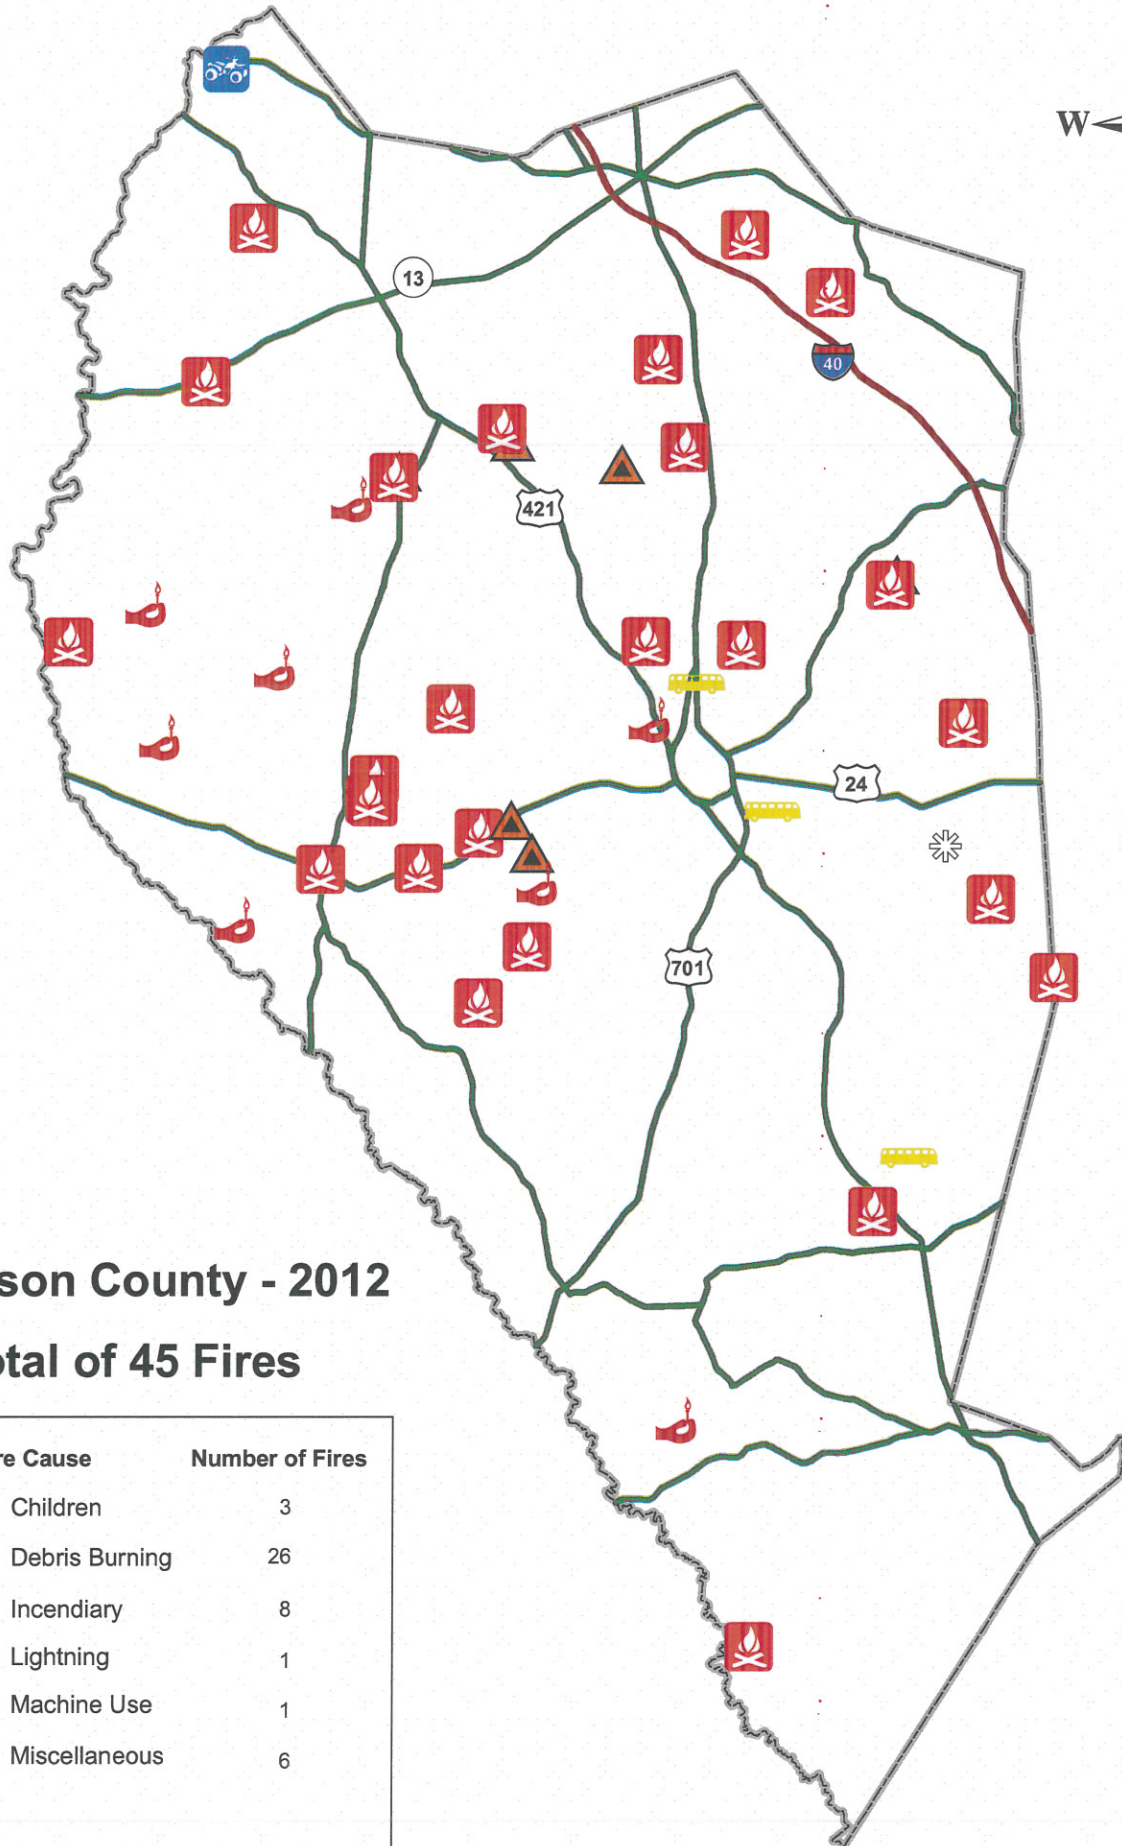 W
13
40
421
24
701
son County - 2012
otal of 45 Fires
re Cause Number of Fires
Children 3
Debris Burning 26
Incendiary 8
Lightning 1
Machine Use 1
Miscellaneous 6